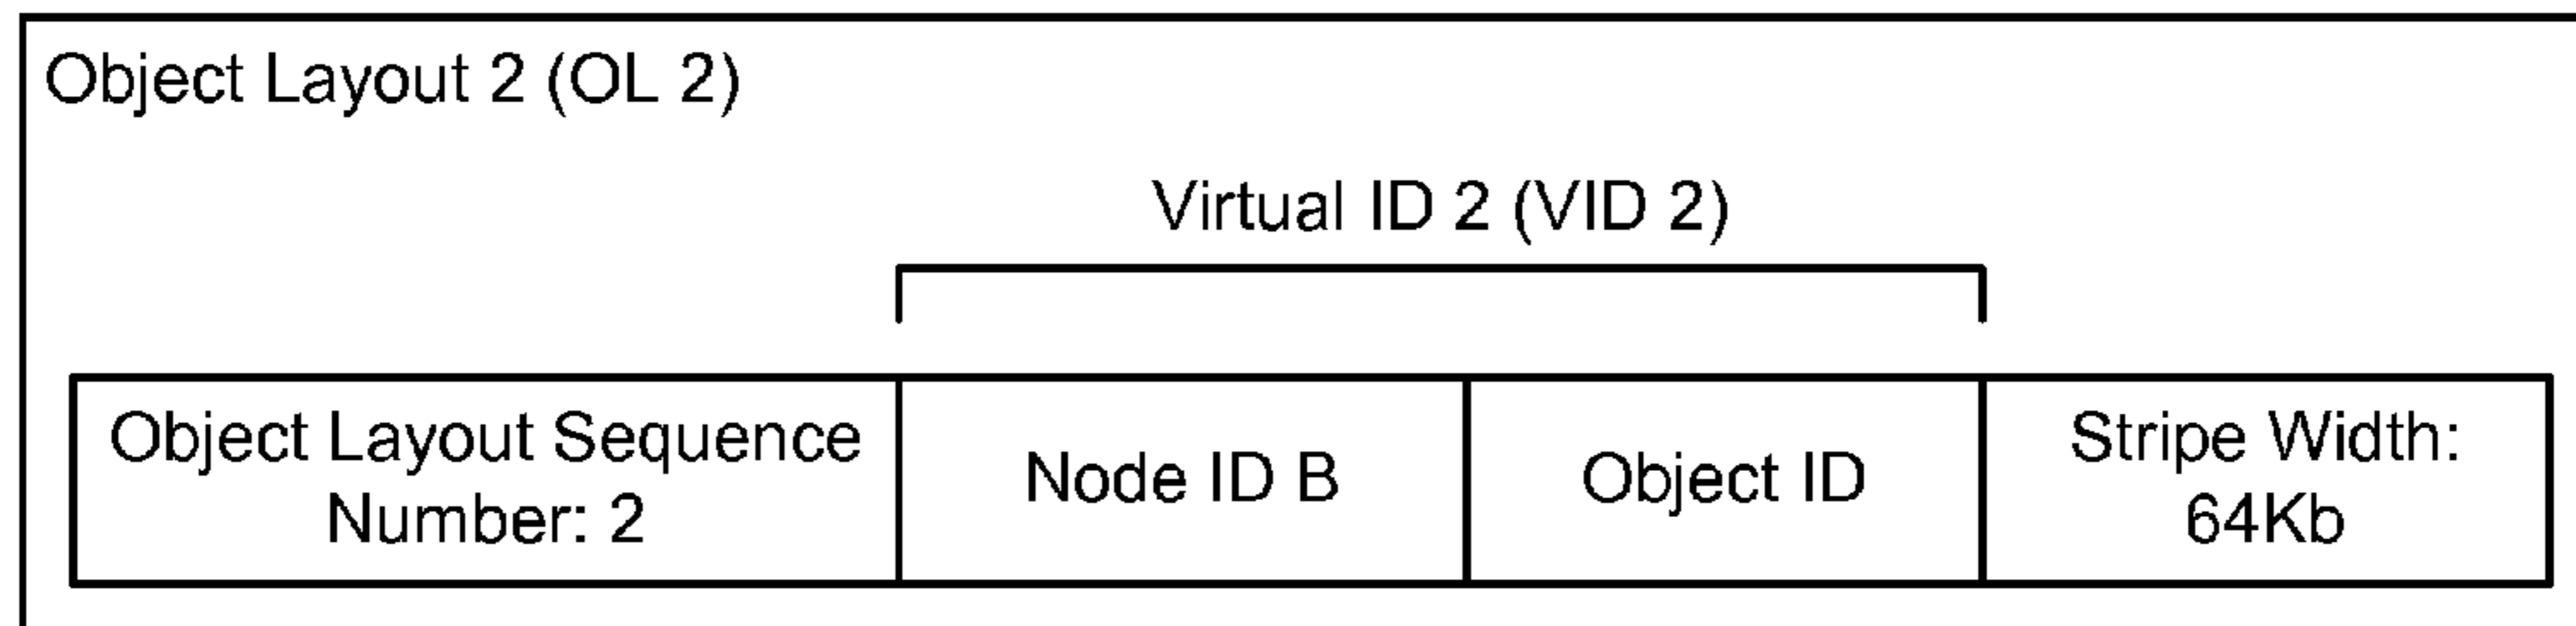 Object Layout 2 (OL 2)
Virtual ID 2 (VID 2)
Object Layout Sequence
Number: 2
Node ID B
Object ID
Stripe Width:
64Kb